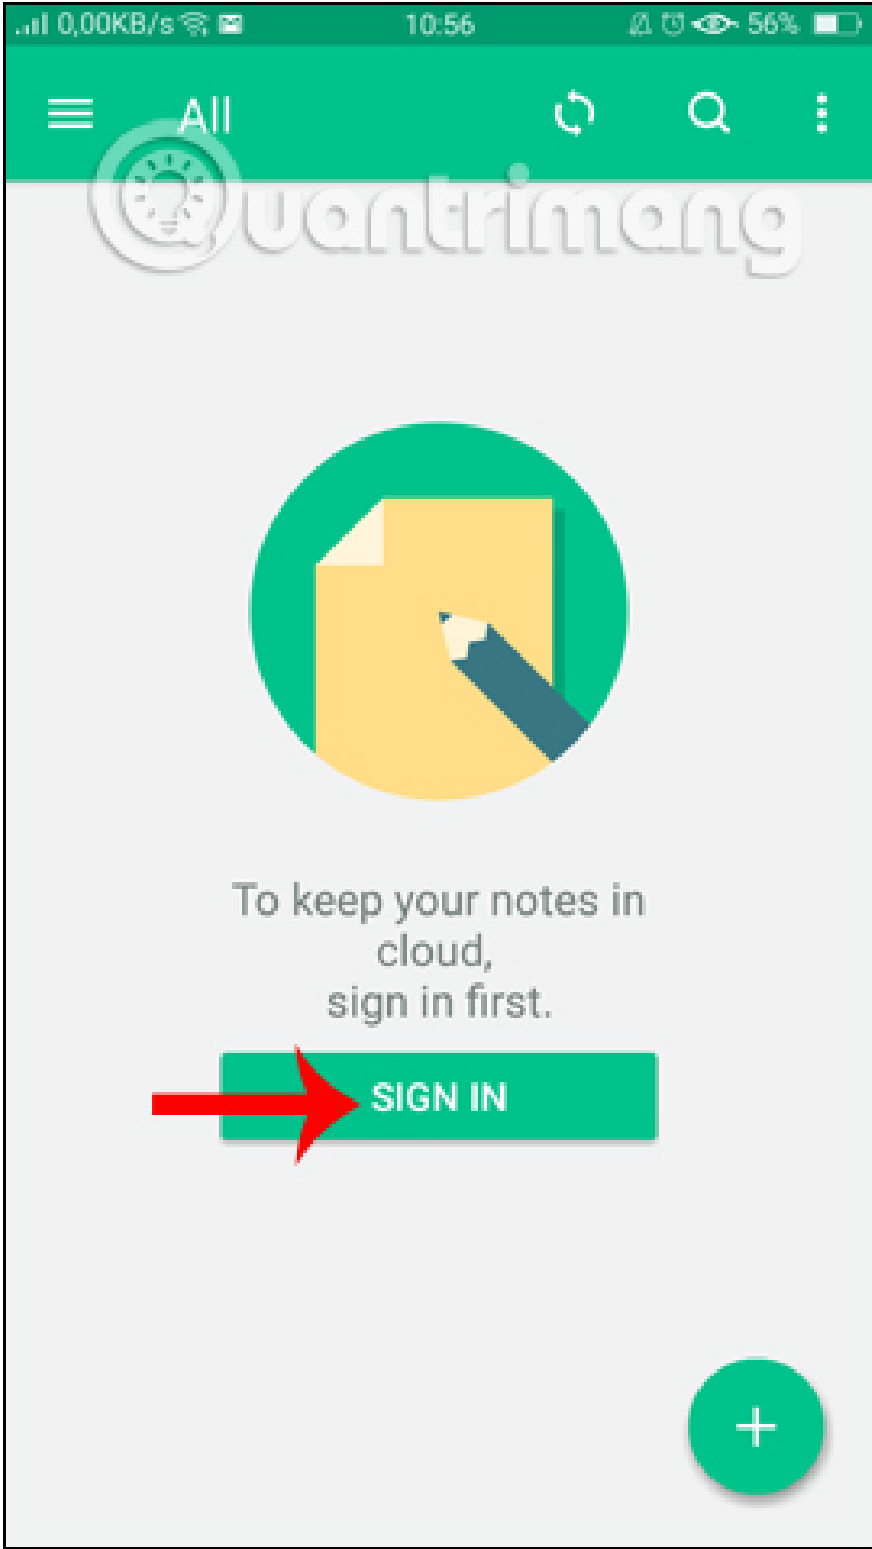 0,00KB/s
10:56
56%
All
Quantrimang
To keep your notes in
cloud,
sign in first.
SIGN IN